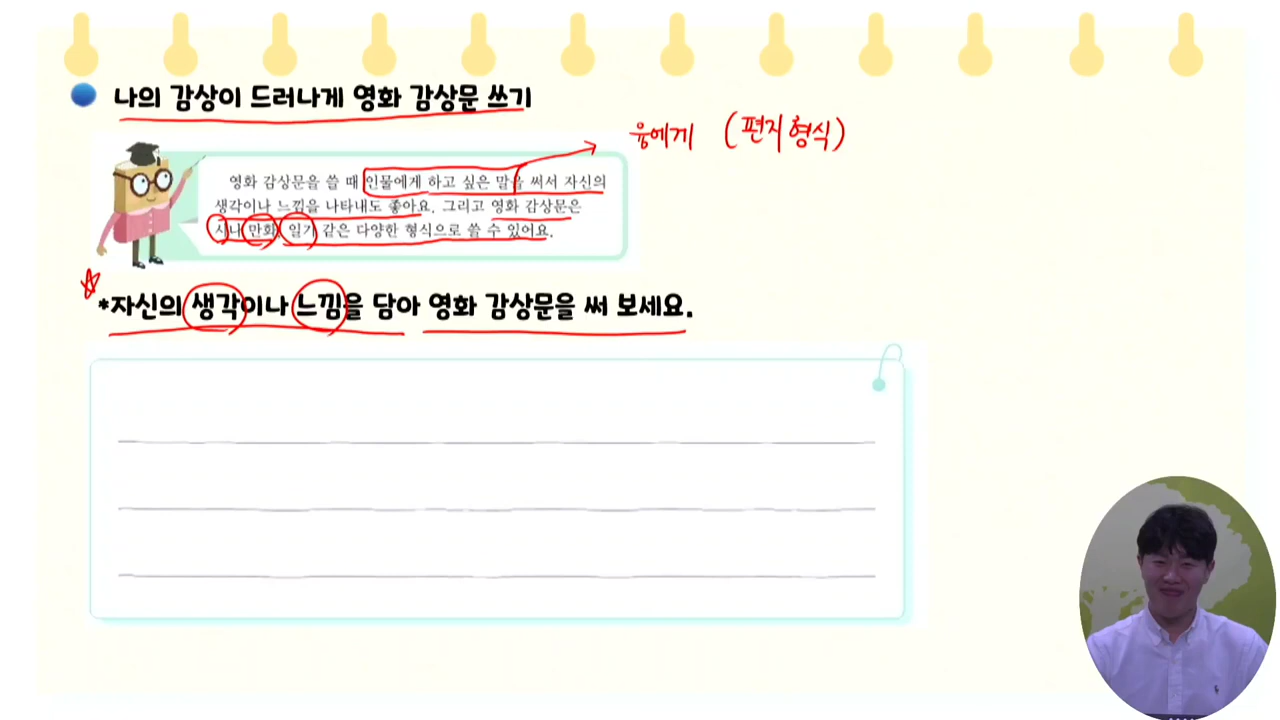 나의 감상이 드러나게 영화 감상문 쓰기
융에게 (편지 형식)
영화 감상문을 쓸 때 인물에게 하고 싶은 말을 써서 자신의
생각이나 느낌을 나타내도 좋아요. 그리고 영화 감상문은
시나 만화 일기 같은 다양한 형식으로 쓸 수 있어요.
*자신의 생각이나 느낌을 담아 영화 감상문을 써 보세요.